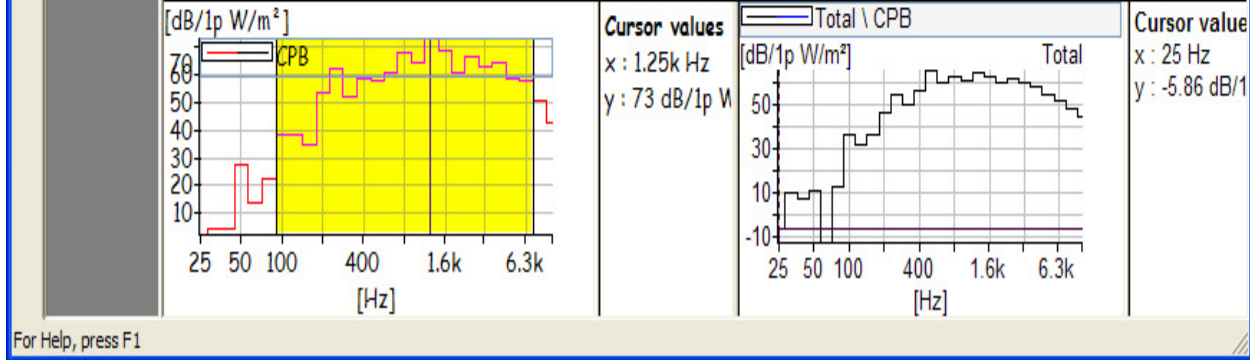 [dB/1p W/m²]
CPB
70
60
50
40
30
20
10
25 50 100 400 1.6k 6.3k
[Hz]
Cursor values
x : 1.25k Hz
y : 73 dB/1p W
Total \ CPB
[dB/1p W/m²] Total
50
30
10
-10
25 50 100 400 1.6k 6.3k
[Hz]
Cursor value
x : 25 Hz
y : -5.86 dB/1
For Help, press F1